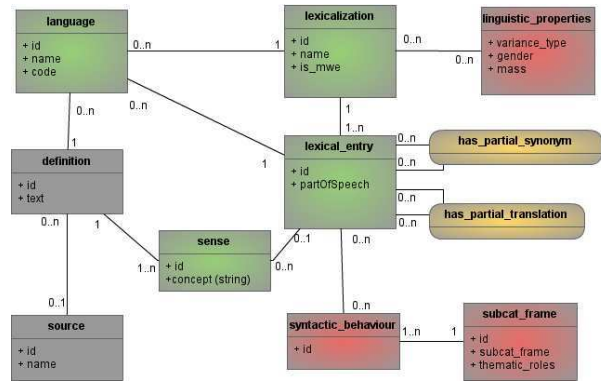 language
+ id
+ name
+ code
0..n
1
lexicalization
+ id
+ name
+ is_mwe
0..n
0..n
linguistic_properties
+ variance_type
+ gender
+ mass
0..n
0..n
1
1
1..n
1
definition
+ id
+ text
lexical_entry
+ id
+ partOfSpeech
0..n
0..n
has_partial_synonym
0..n
0..n
has_partial_translation
0..n
1
1..n
sense
+ id
+concept (string)
0..1
0..n
0..n
0..n
0..1
source
+ id
+ name
syntactic_behaviour
+ id
1..n
1
subcat_frame
+ id
+ subcat_frame
+ thematic_roles